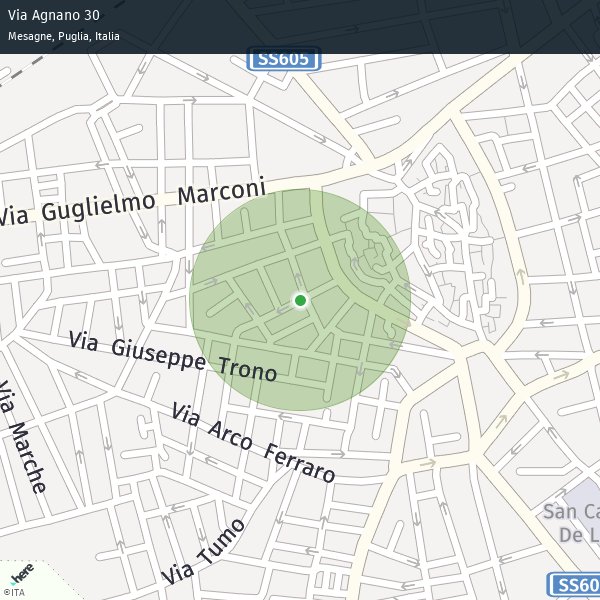 Via Agnano 30
Mesagne, Puglia, Italia
SS605
Via Guglielmo Marconi
Via Giuseppe Trono
Via Marche
Via Arco Ferraro
Via Tumo
San Ca
De L
SS60
here
©ITA